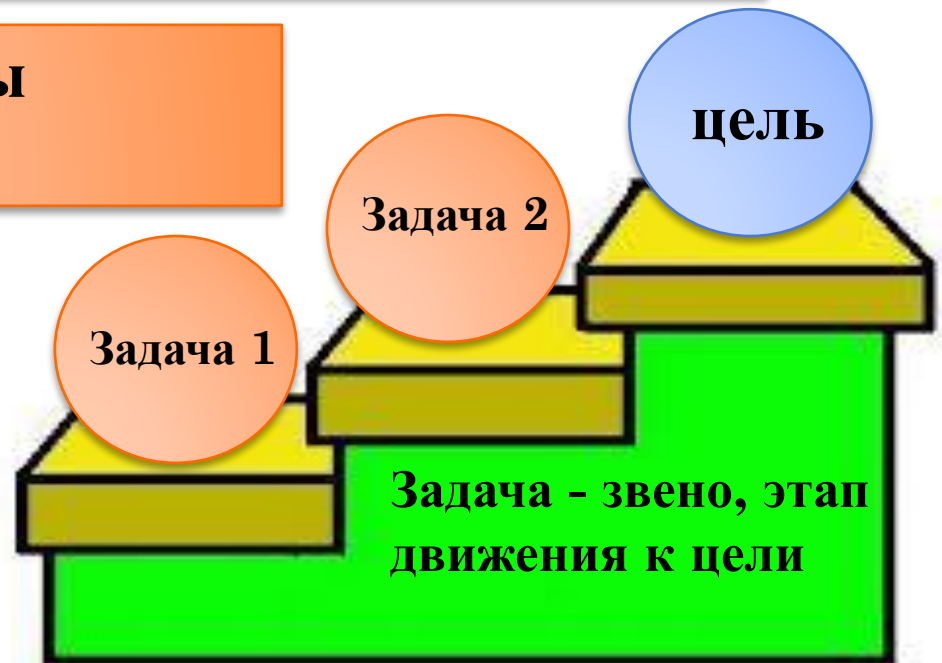 цель
Задача 2
Задача 1
Задача - звено, этап
движения к цели